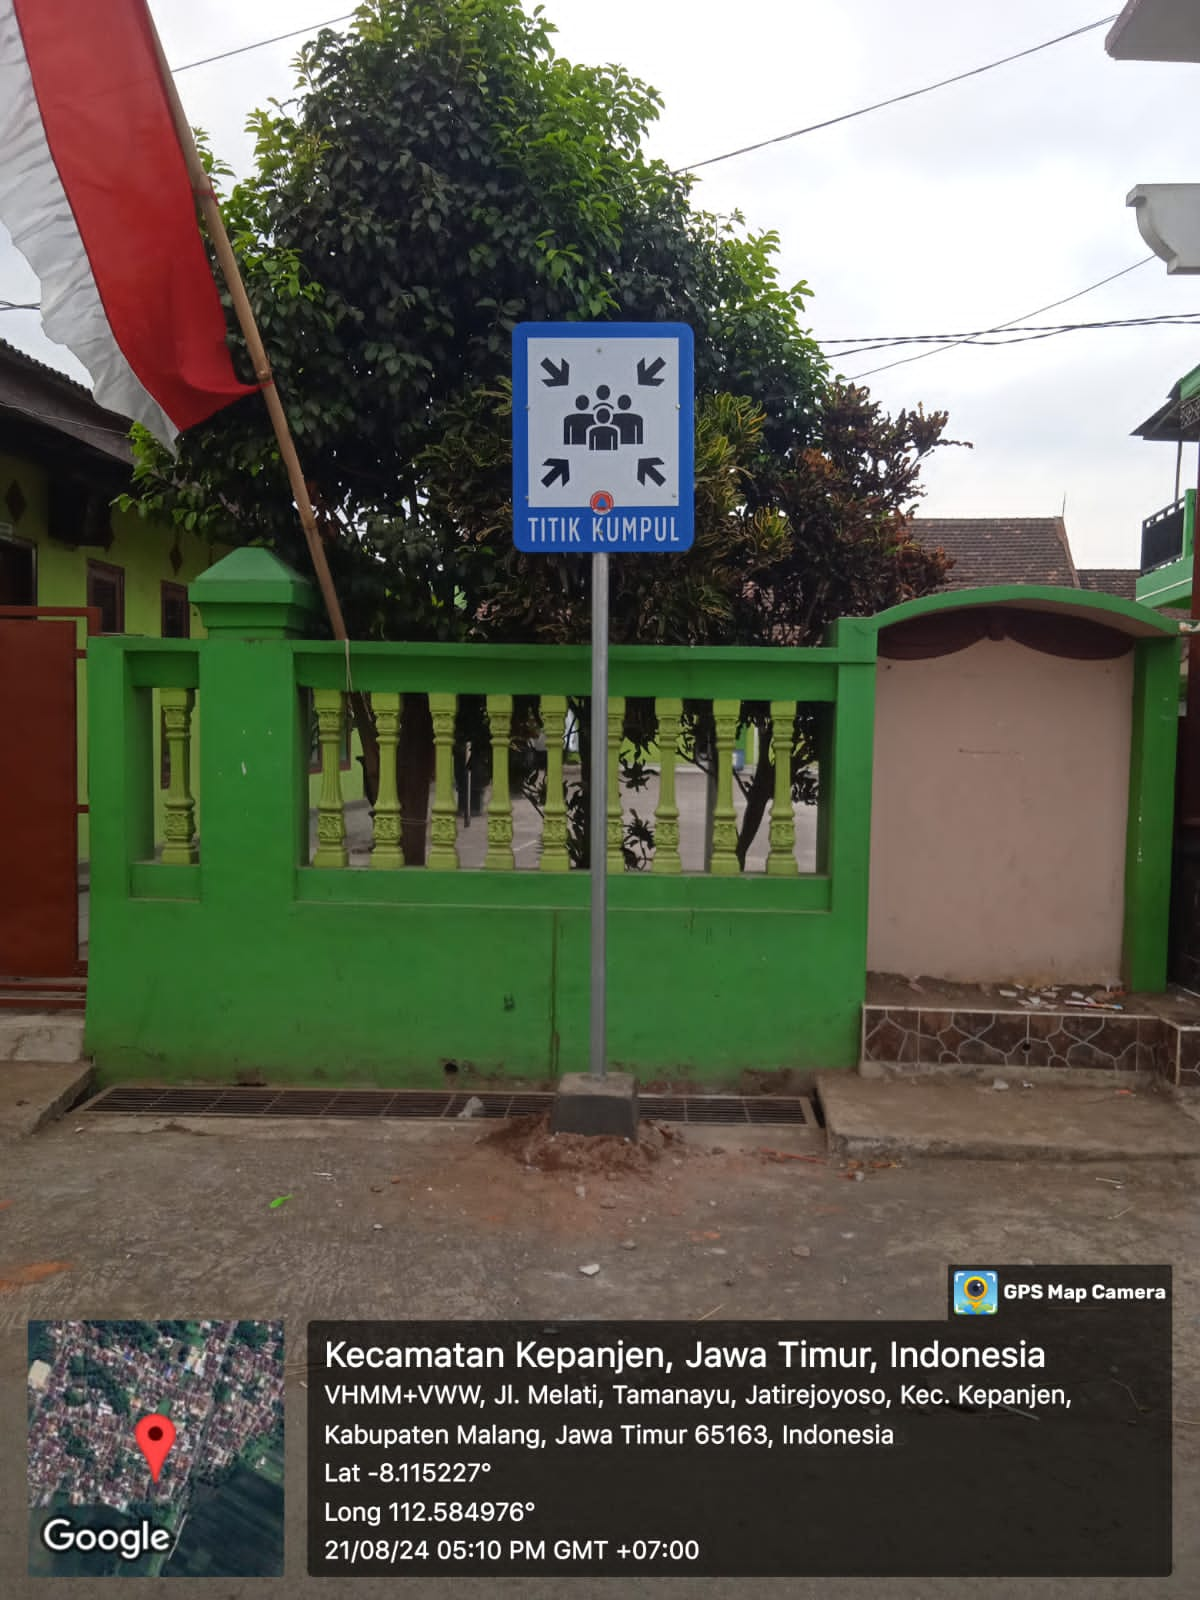 TITIK KUMPUL
GPS Map Camera
Kecamatan Kepanjen, Jawa Timur, Indonesia
VHMM+VWW, Jl. Melati, Tamanayu, Jatirejoyoso, Kec. Kepanjen,
Kabupaten Malang, Jawa Timur 65163, Indonesia
Lat -8.115227°
Long 112.584976°
21/08/24 05:10 PM GMT +07:00
Google